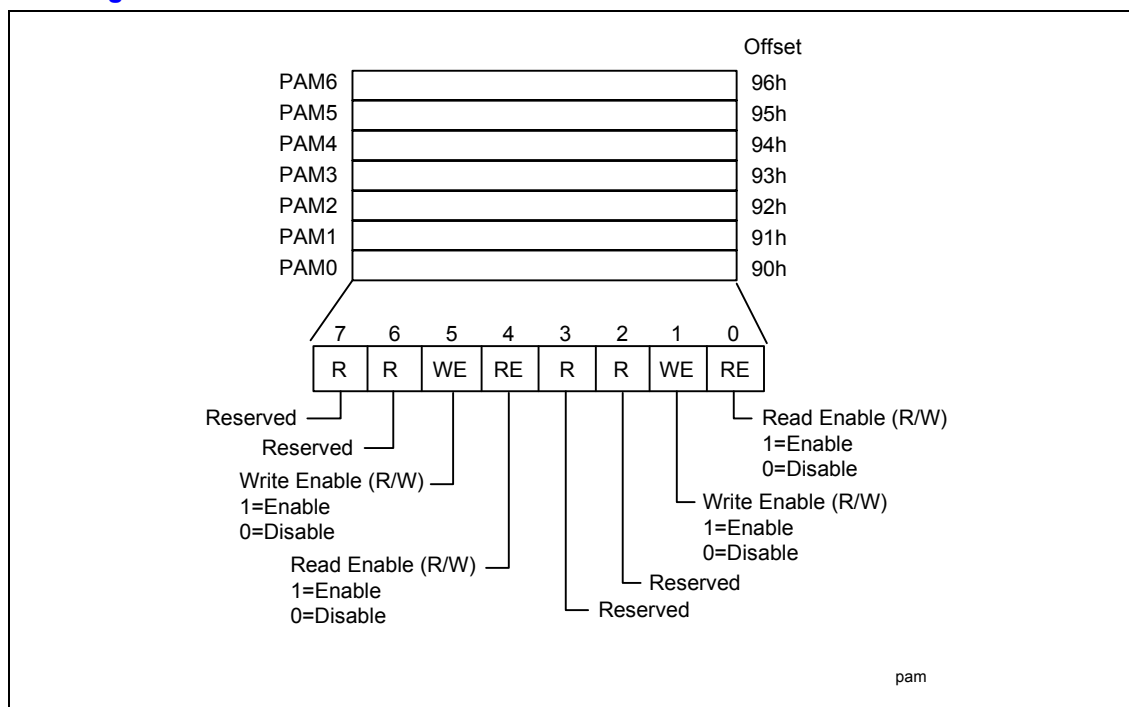 Offset
PAM6 96h
PAM5 95h
PAM4 94h
PAM3 93h
PAM2 92h
PAM1 91h
PAM0 90h
7 6 5 4 3 2 1 0
R R WE RE R R WE RE
Reserved
Reserved
Write Enable (R/W)
1=Enable
0=Disable
Read Enable (R/W)
1=Enable
0=Disable
Reserved
Reserved
Write Enable (R/W)
1=Enable
0=Disable
Read Enable (R/W)
1=Enable
0=Disable
pam